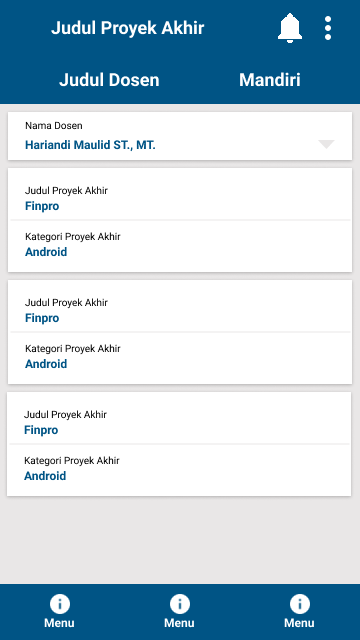 Judul Proyek Akhir
Judul Dosen Mandiri
Nama Dosen
Hariandi Maulid ST., MT.
Judul Proyek Akhir
Finpro
Kategori Proyek Akhir
Android
Judul Proyek Akhir
Finpro
Kategori Proyek Akhir
Android
Judul Proyek Akhir
Finpro
Kategori Proyek Akhir
Android
Menu Menu Menu